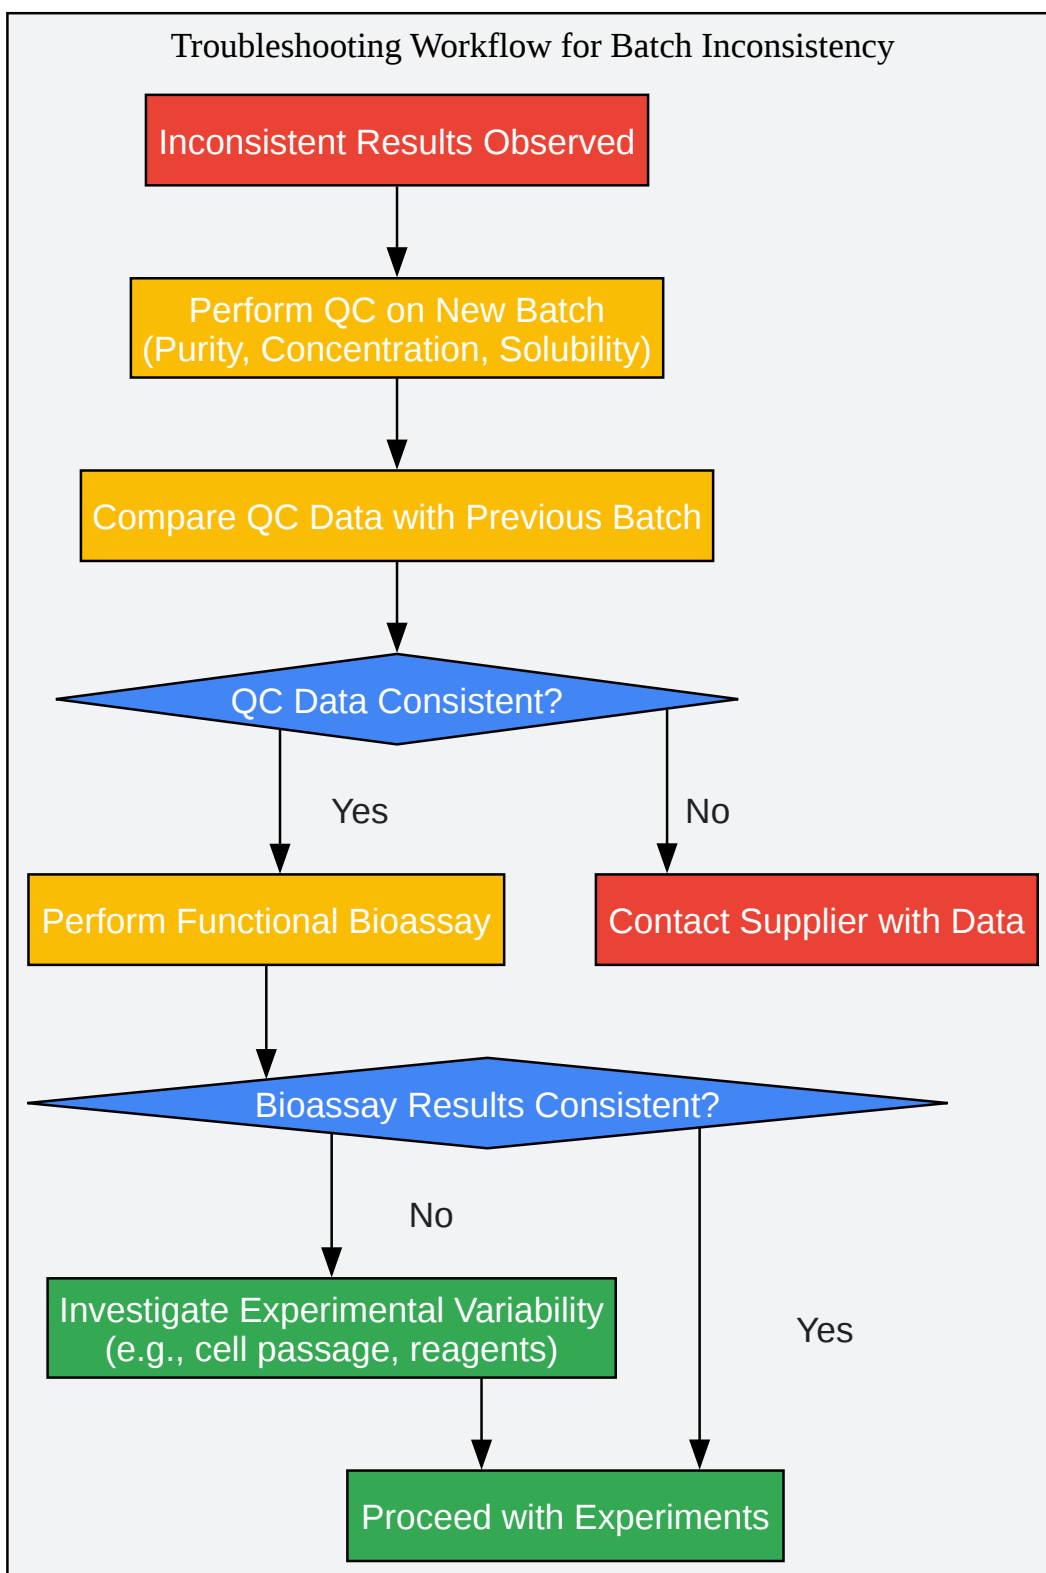 Troubleshooting Workflow for Batch Inconsistency
Inconsistent Results Observed
Perform QC on New Batch
(Purity, Concentration, Solubility)
Compare QC Data with Previous Batch
QC Data Consistent?
Yes
No
Perform Functional Bioassay
Contact Supplier with Data
Bioassay Results Consistent?
No
Investigate Experimental Variability
(e.g., cell passage, reagents)
Yes
Proceed with Experiments